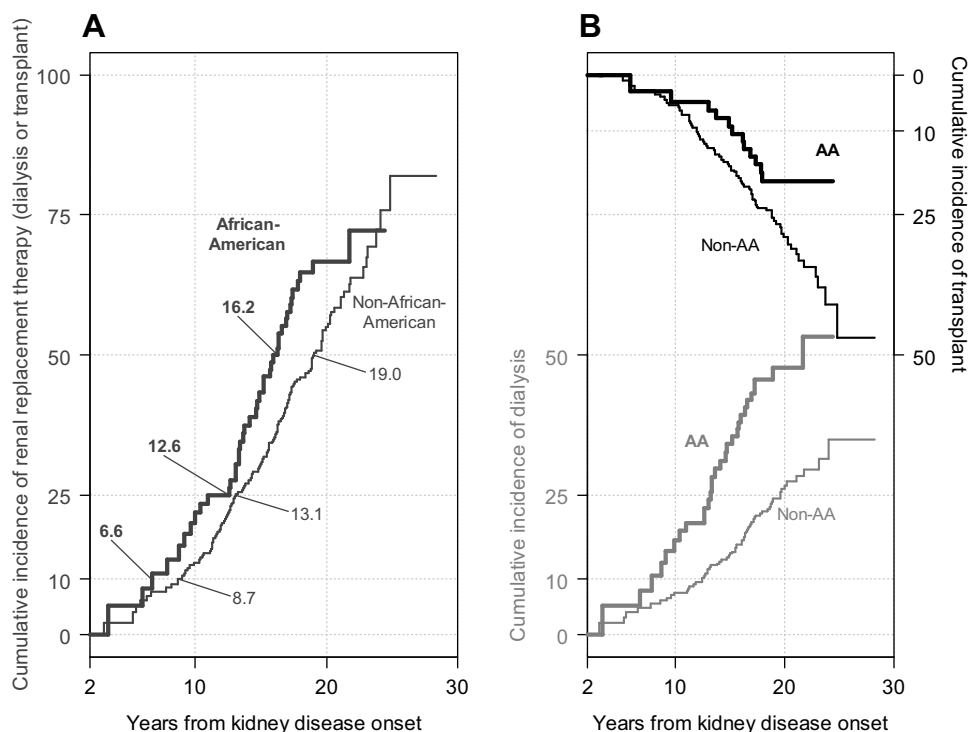 A
Cumulative incidence of renal replacement therapy (dialysis or transplant)
100
75
50
25
10
0
African-
American
16.2
Non-African-
American
19.0
12.6
13.1
6.6
8.7
2
10
20
30
Years from kidney disease onset
B
Cumulative incidence of transplant
0
10
25
50
AA
Non-AA
Cumulative incidence of dialysis
50
25
10
0
AA
Non-AA
2
10
20
30
Years from kidney disease onset